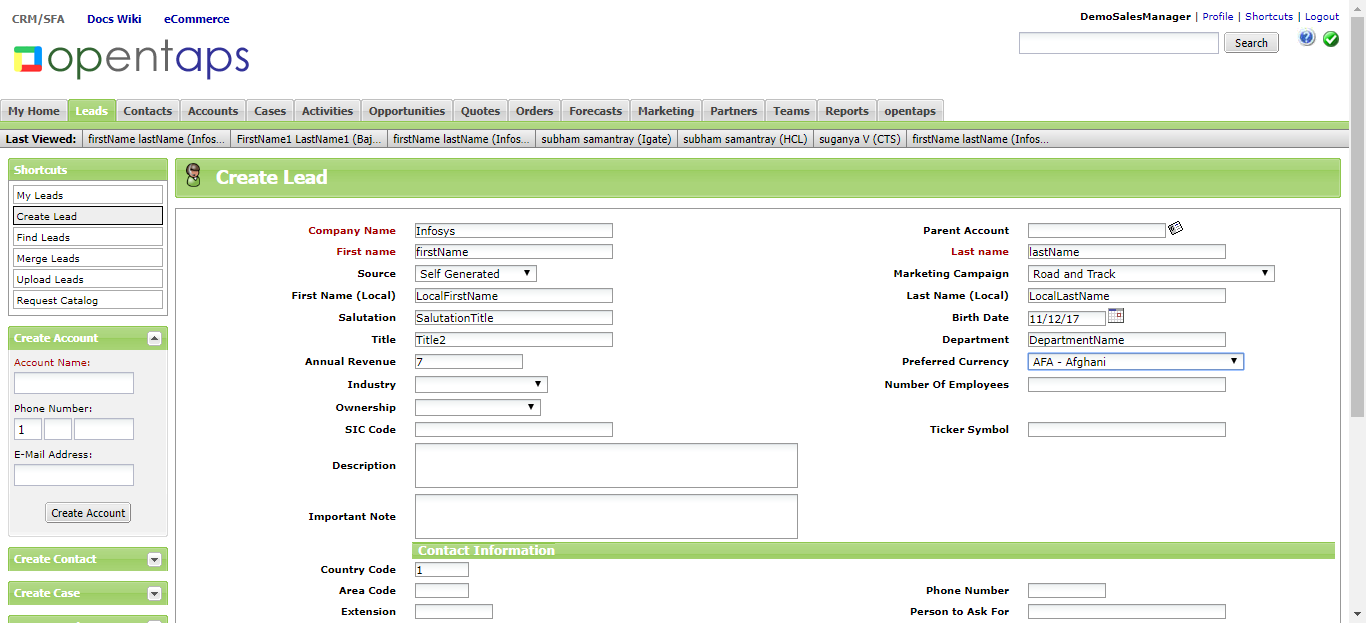 CRM/SFA Docs Wiki eCommerce
DemoSalesManager | Profile | Shortcuts | Logout
opentaps
Search
My Home Leads Contacts Accounts Cases Activities Opportunities Quotes Orders Forecasts Marketing Partners Teams Reports opentaps
Last Viewed: firstName lastName (Infos... FirstName1 LastName1 (Baj... firstName lastName (Infos... subham samantray (Igate) subham samantray (HCL) suganya V (CTS) firstName lastName (Infos...
Shortcuts
My Leads
Create Lead
Find Leads
Merge Leads
Upload Leads
Request Catalog
Create Account
Account Name:
Phone Number:
1
E-Mail Address:
Create Account
Create Contact
Create Case
Create Lead
Company Name Infosys Parent Account
First name firstName Last name lastName
Source Self Generated Marketing Campaign Road and Track
First Name (Local) LocalFirstName Last Name (Local) LocalLastName
Salutation SalutationTitle Birth Date 11/12/17
Title Title2 Department DepartmentName
Annual Revenue 7 Preferred Currency AFA - Afghani
Industry Number Of Employees
Ownership
SIC Code Ticker Symbol
Description
Important Note
Contact Information
Country Code 1
Area Code Phone Number
Extension Person to Ask For